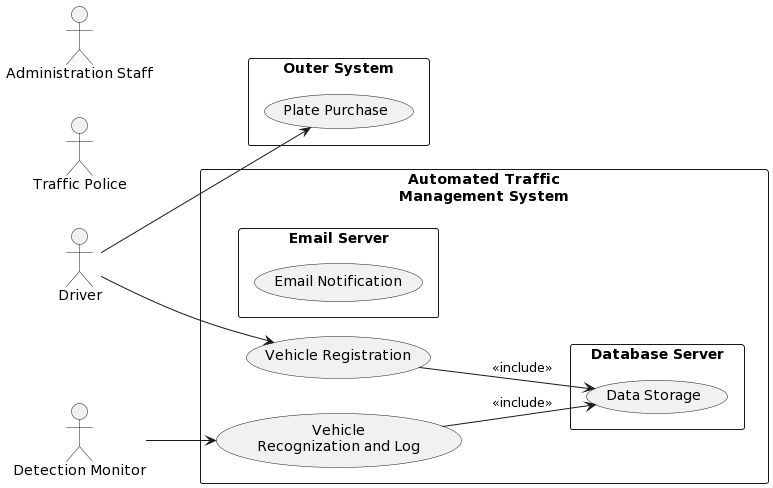 Administration Staff
Outer System
Plate Purchase
Traffic Police
Automated Traffic
Management System
Email Server
Email Notification
Driver
Vehicle Registration
«include»
Database Server
Data Storage
«include»
Vehicle
Recognization and Log
Detection Monitor